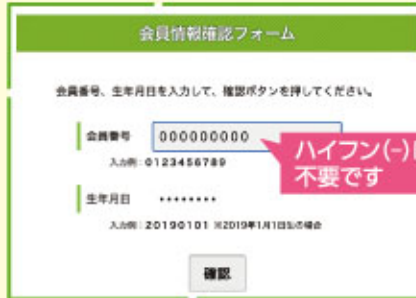 会員情報確認フォーム
会員番号、生年月日を入力して、確認ボタンを押してください。
会員番号 000000000
ハイフン(-)は
不要です
入力例：0123456789
生年月日 ••••••••
入力例：20190101 ※2019年1月1日生の場合
確認